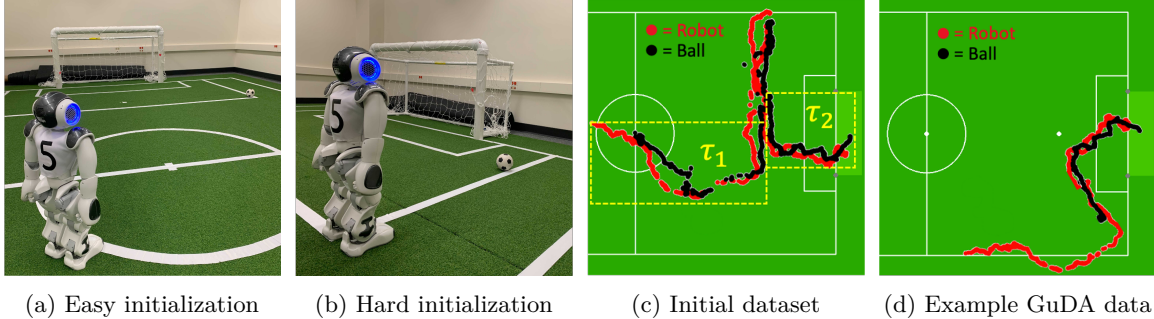 5
5
= Robot
= Ball
τ₁
τ₂
= Robot
= Ball
(a) Easy initialization
(b) Hard initialization
(c) Initial dataset
(d) Example GuDA data